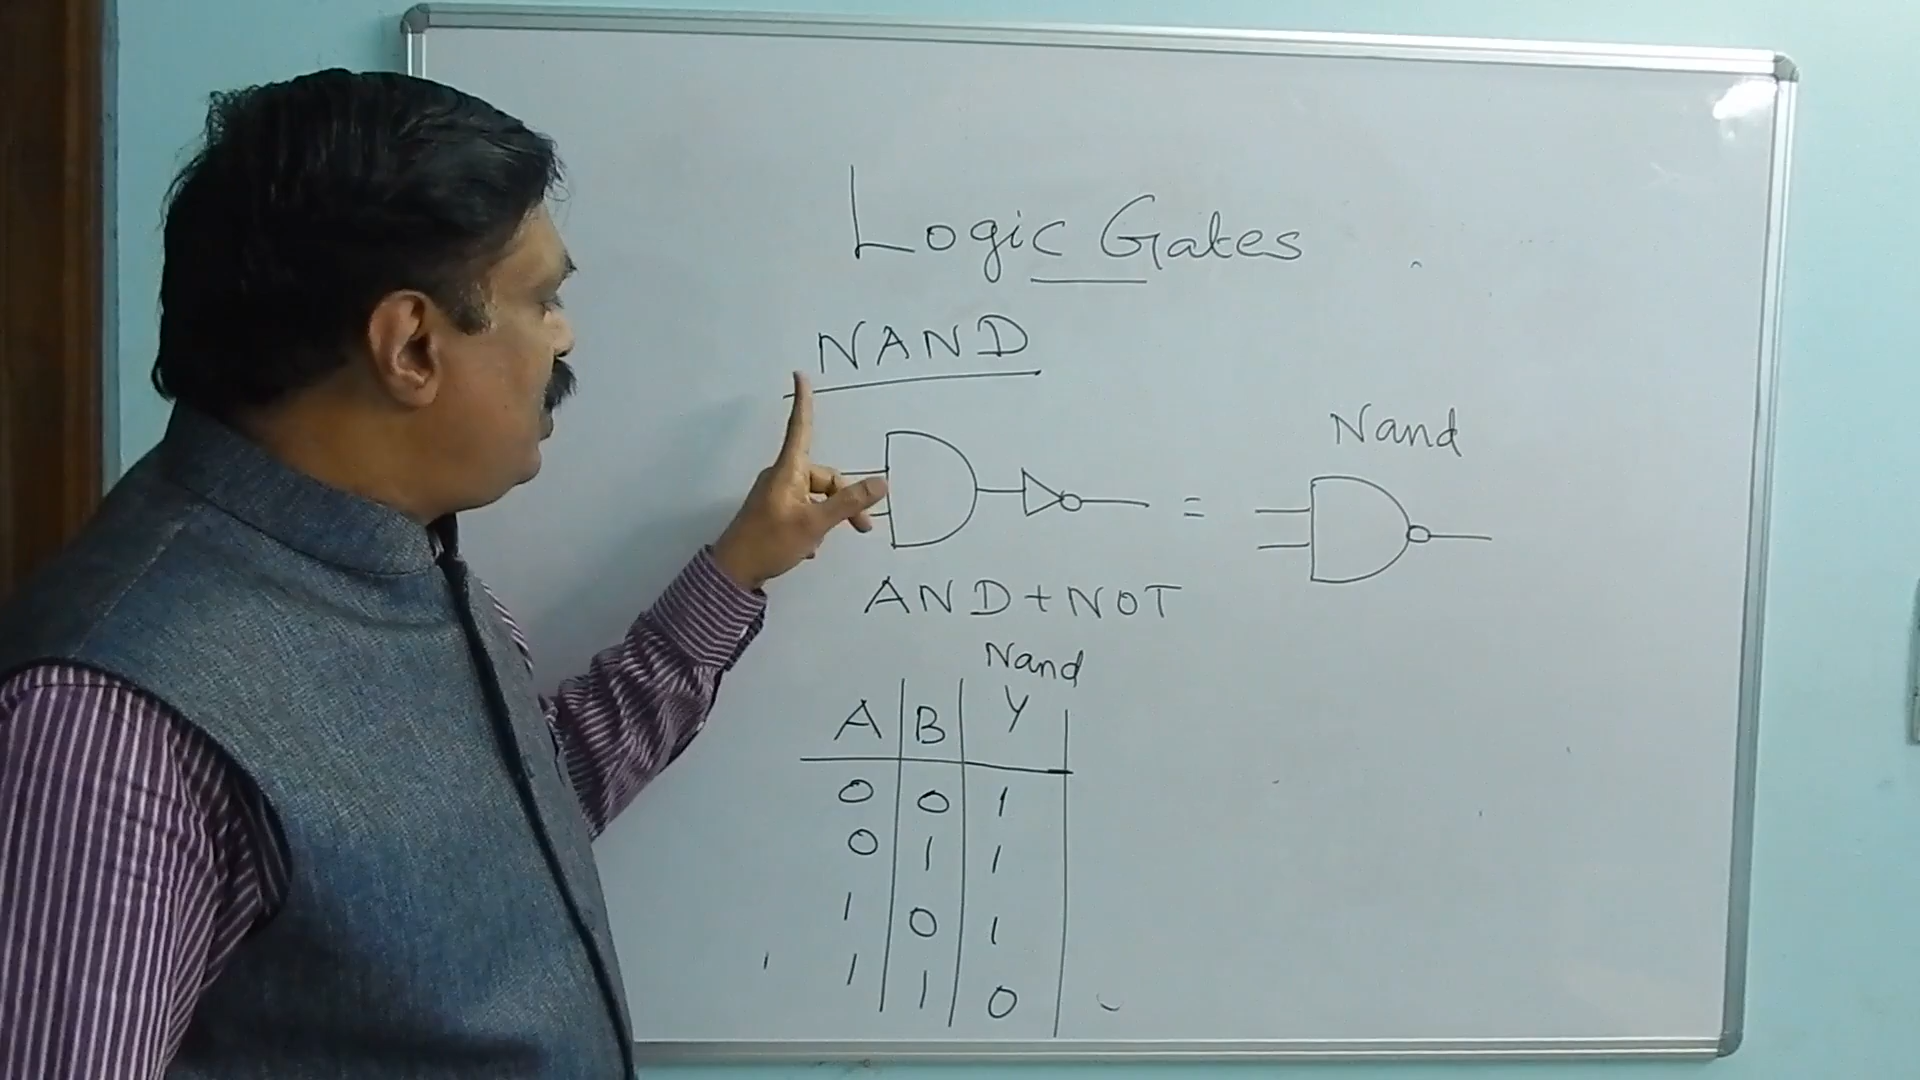 Logic Gates
NAND
Nand
=
AND + NOT
Nand
A B Y
0 0 1
0 1 1
1 0 1
1 1 0